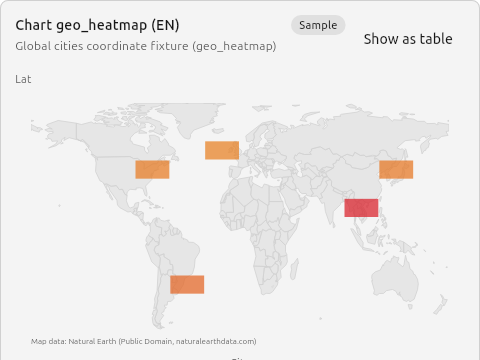 Chart geo_heatmap (EN)
Sample
Global cities coordinate fixture (geo_heatmap)
Show as table
Lat
Map data: Natural Earth (Public Domain, naturalearthdata.com)